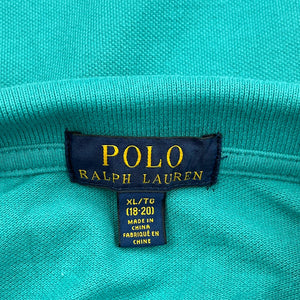 POLO
RALPH LAUREN
XL/TG
(18-20)
MADE IN
CHINA
FABRIQUÉ EN
CHINE